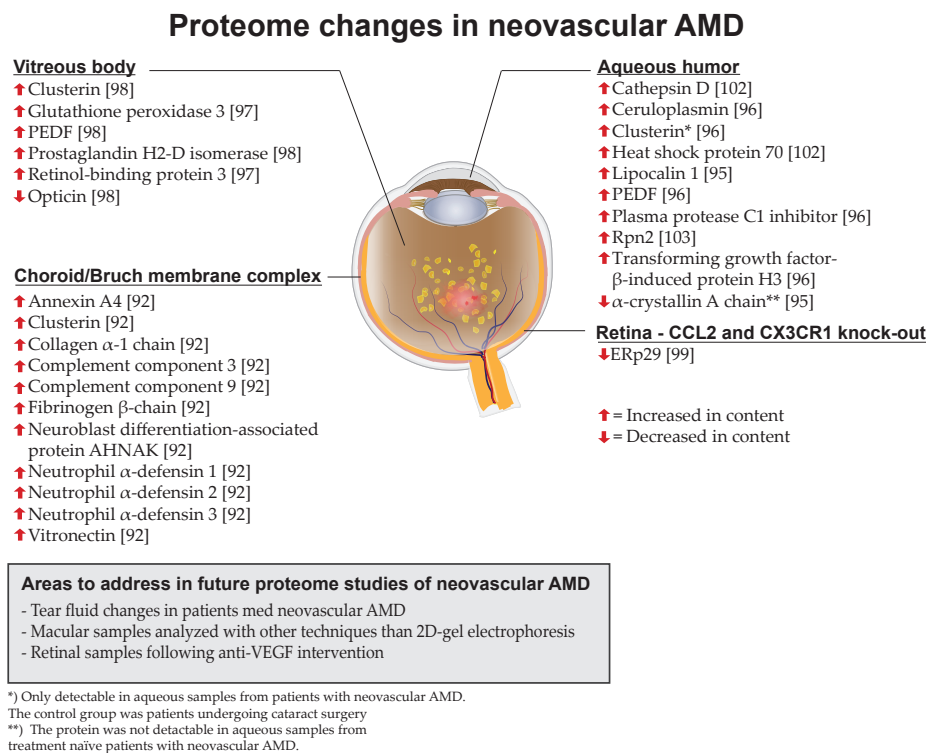 Proteome changes in neovascular AMD
Vitreous body
↑Clusterin [98]
↑Glutathione peroxidase 3 [97]
↑PEDF [98]
↑Prostaglandin H2-D isomerase [98]
↑Retinol-binding protein 3 [97]
↓Opticin [98]
Choroid/Bruch membrane complex
↑Annexin A4 [92]
↑Clusterin [92]
↑Collagen α-1 chain [92]
↑Complement component 3 [92]
↑Complement component 9 [92]
↑Fibrinogen β-chain [92]
↑Neuroblast differentiation-associated
protein AHNAK [92]
↑Neutrophil α-defensin 1 [92]
↑Neutrophil α-defensin 2 [92]
↑Neutrophil α-defensin 3 [92]
↑Vitronectin [92]
Aqueous humor
↑Cathepsin D [102]
↑Ceruloplasmin [96]
↑Clusterin* [96]
↑Heat shock protein 70 [102]
↑Lipocalin 1 [95]
↑PEDF [96]
↑Plasma protease C1 inhibitor [96]
↑Rpn2 [103]
↑Transforming growth factor-
β-induced protein H3 [96]
↓α-crystallin A chain** [95]
Retina - CCL2 and CX3CR1 knock-out
↓ERp29 [99]
↑= Increased in content
↓= Decreased in content
Areas to address in future proteome studies of neovascular AMD
- Tear fluid changes in patients med neovascular AMD
- Macular samples analyzed with other techniques than 2D-gel electrophoresis
- Retinal samples following anti-VEGF intervention
*) Only detectable in aqueous samples from patients with neovascular AMD.
The control group was patients undergoing cataract surgery
**) The protein was not detactable in aqueous samples from
treatment naïve patients with neovascular AMD.